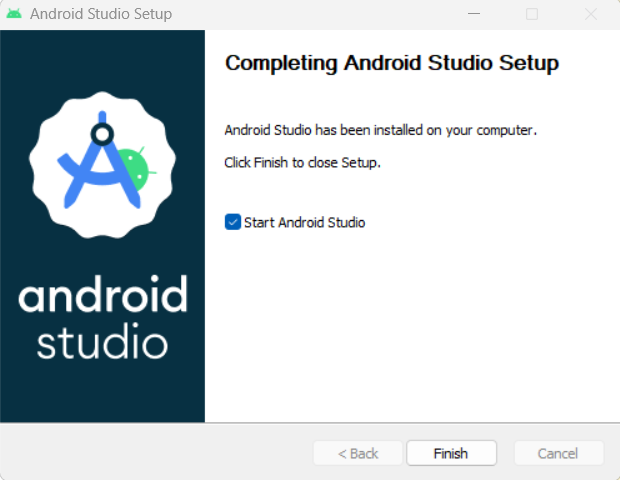 Android Studio Setup
Completing Android Studio Setup
Android Studio has been installed on your computer.
Click Finish to close Setup.
Start Android Studio
android
studio
< Back
Finish
Cancel